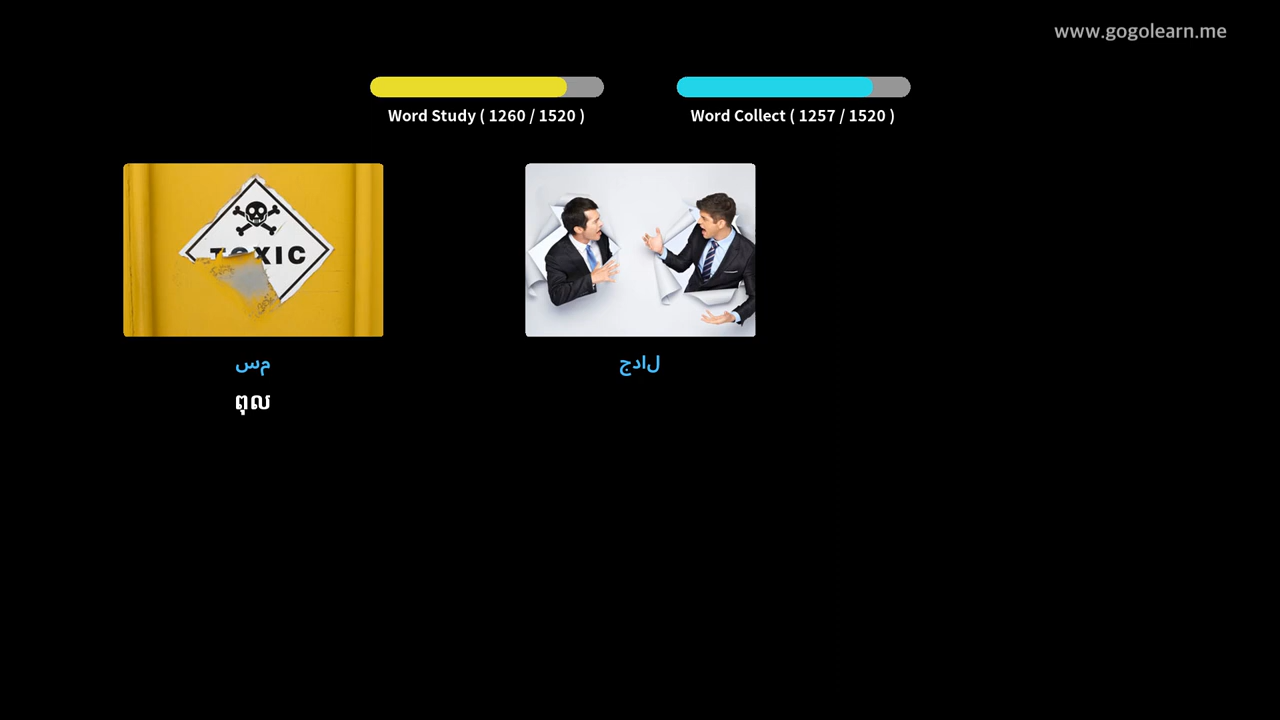 www.gogolearn.me
Word Study ( 1260 / 1520 )
Word Collect ( 1257 / 1520 )
TOXIC
سم
ពុល
جدال